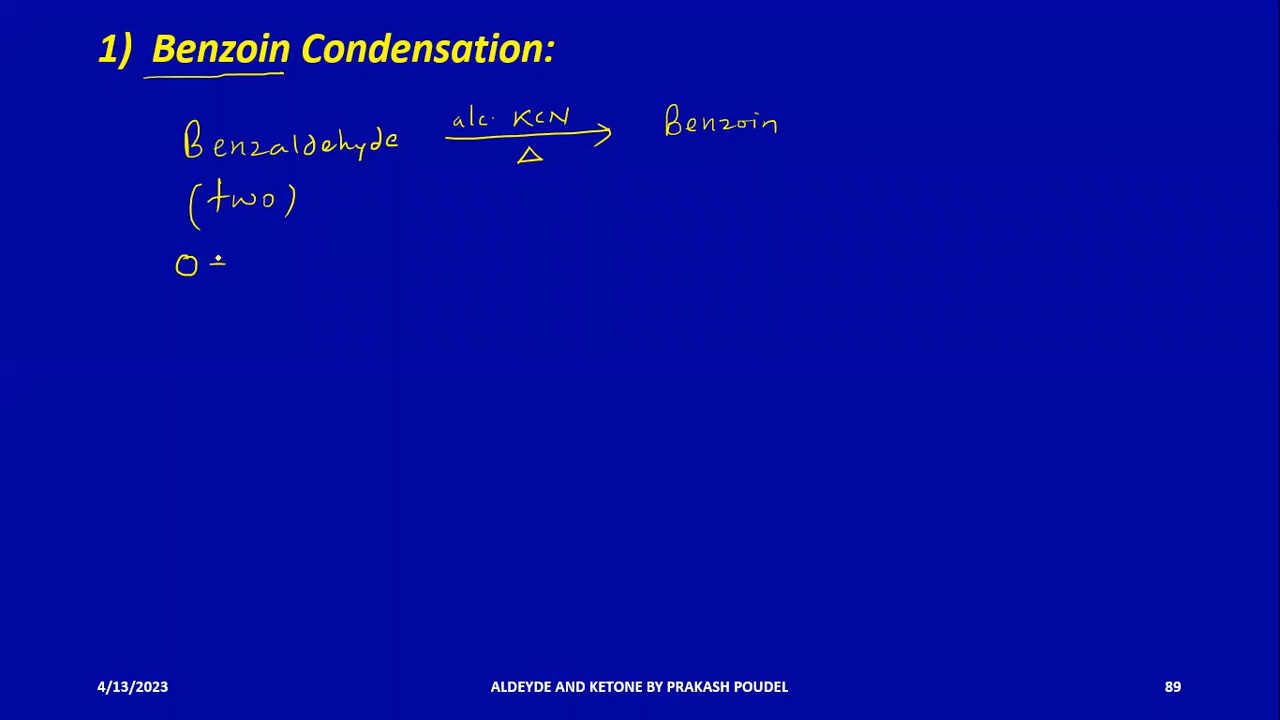 1) Benzoin Condensation:
Benzaldehyde alc. KCN Δ Benzoin
(two)
4/13/2023 ALDEYDE AND KETONE BY PRAKASH POUDEL 89